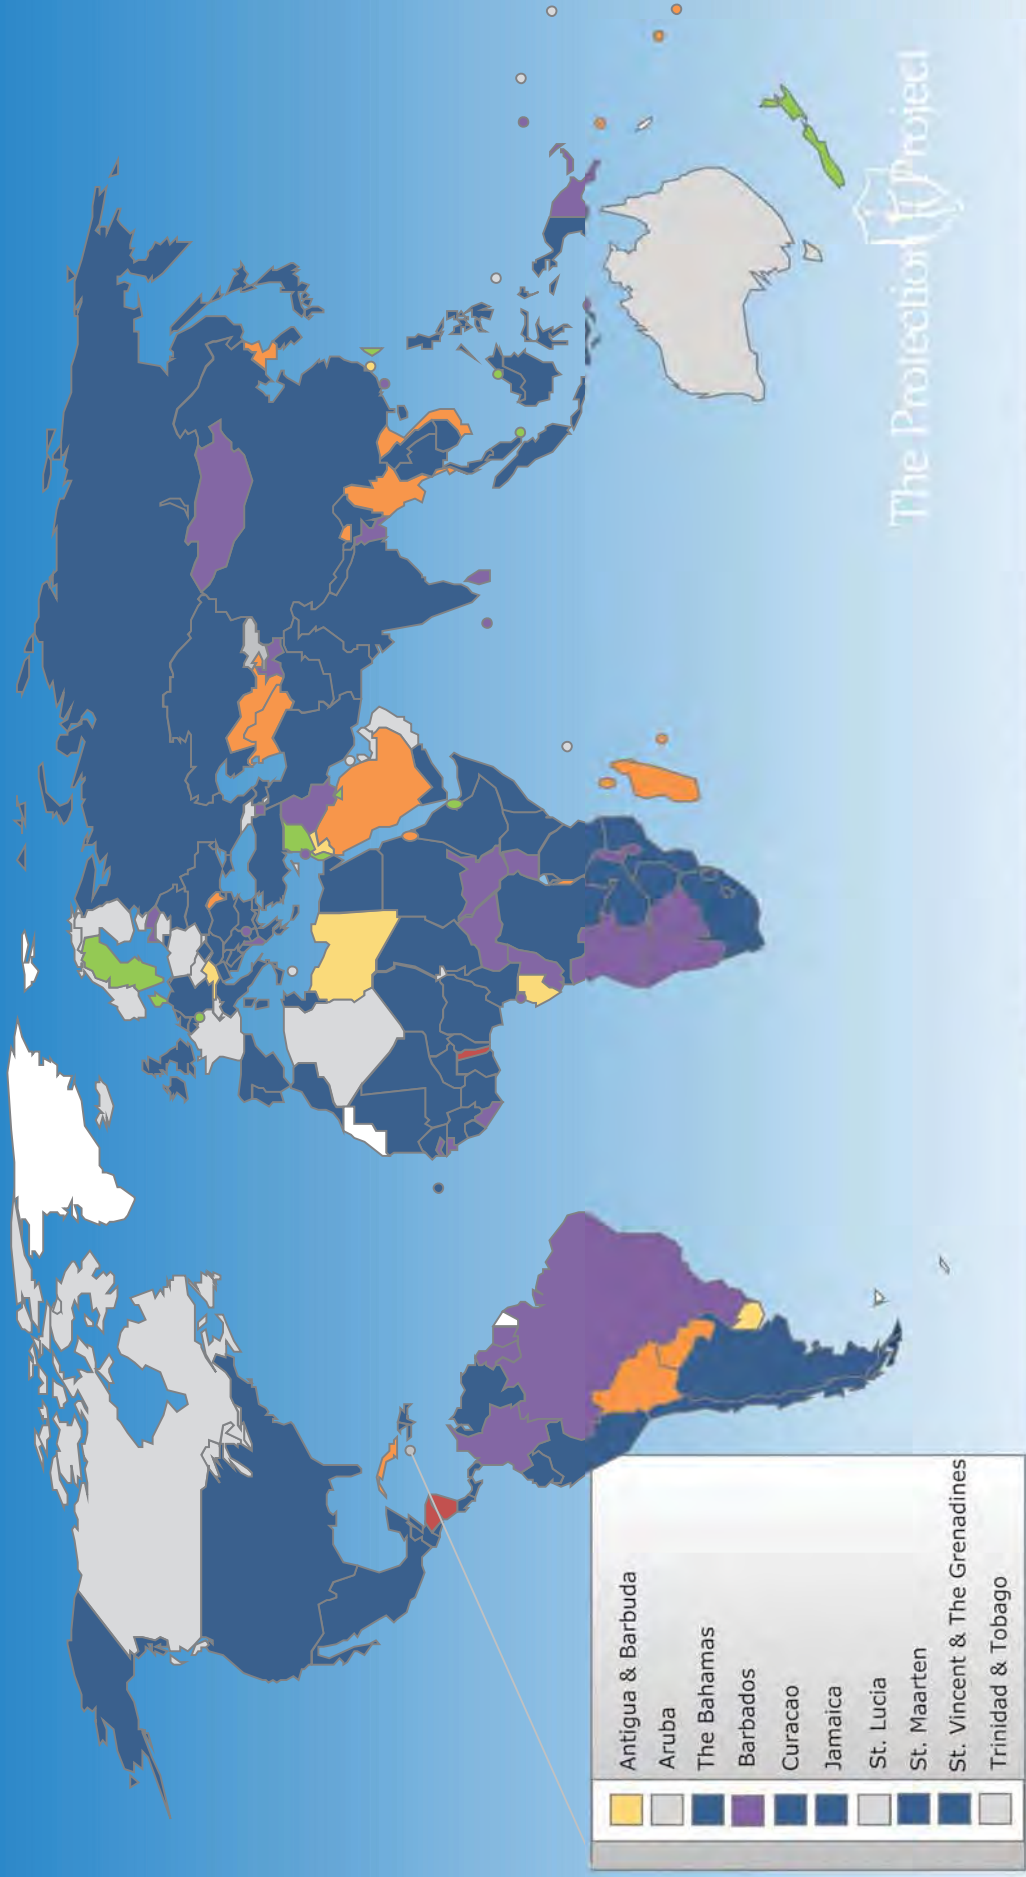 The Protection Project
Antigua & Barbuda
Aruba
The Bahamas
Barbados
Curacao
Jamaica
St. Lucia
St. Maarten
St. Vincent & The Grenadines
Trinidad & Tobago